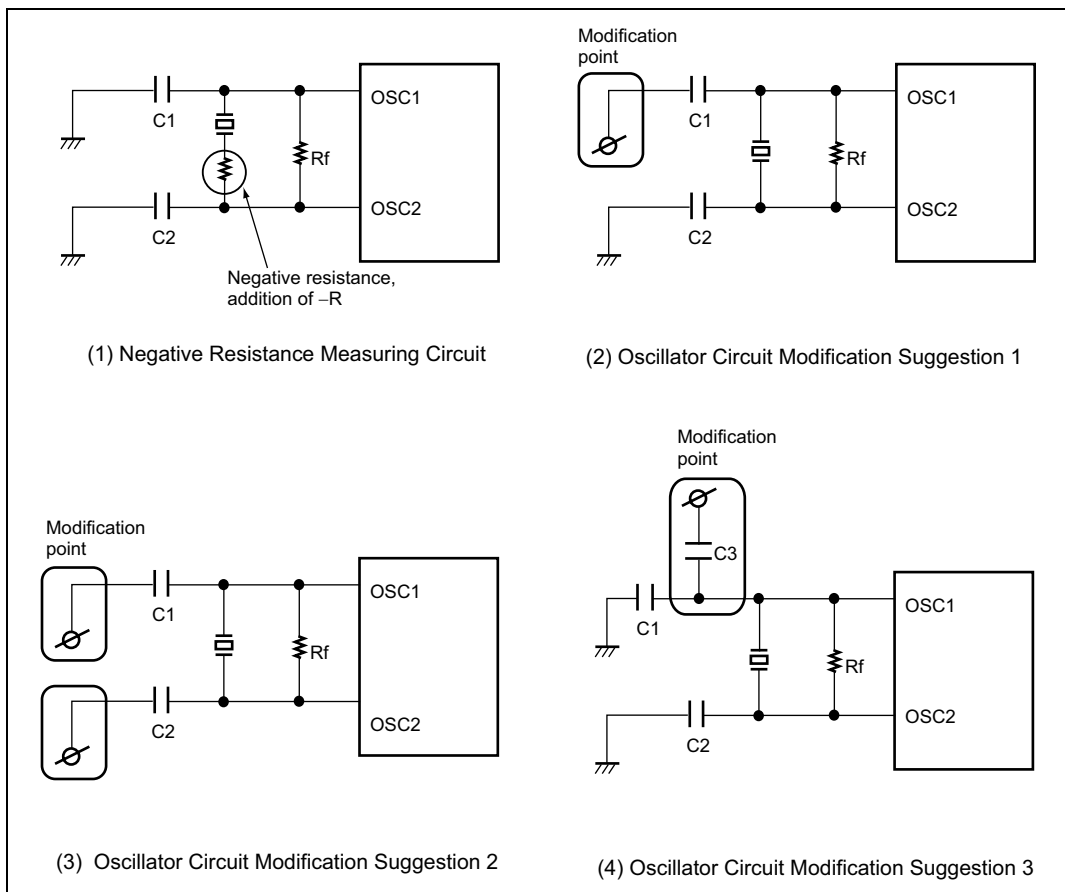 OSC1
C1
Rf
OSC2
C2
Negative resistance,
addition of −R
(1) Negative Resistance Measuring Circuit
Modification
point
OSC1
C1
Rf
OSC2
C2
(2) Oscillator Circuit Modification Suggestion 1
Modification
point
OSC1
C1
Rf
OSC2
C2
(3) Oscillator Circuit Modification Suggestion 2
Modification
point
C3
OSC1
C1
Rf
OSC2
C2
(4) Oscillator Circuit Modification Suggestion 3